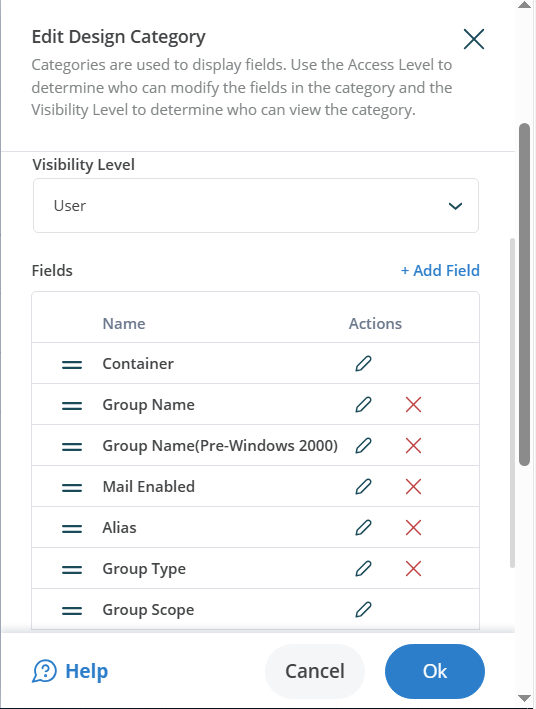 Edit Design Category
Categories are used to display fields. Use the Access Level to
determine who can modify the fields in the category and the
Visibility Level to determine who can view the category.
Visibility Level
User
Fields
+ Add Field
Name Actions
Container
Group Name
Group Name(Pre-Windows 2000)
Mail Enabled
Alias
Group Type
Group Scope
Help
Cancel
Ok